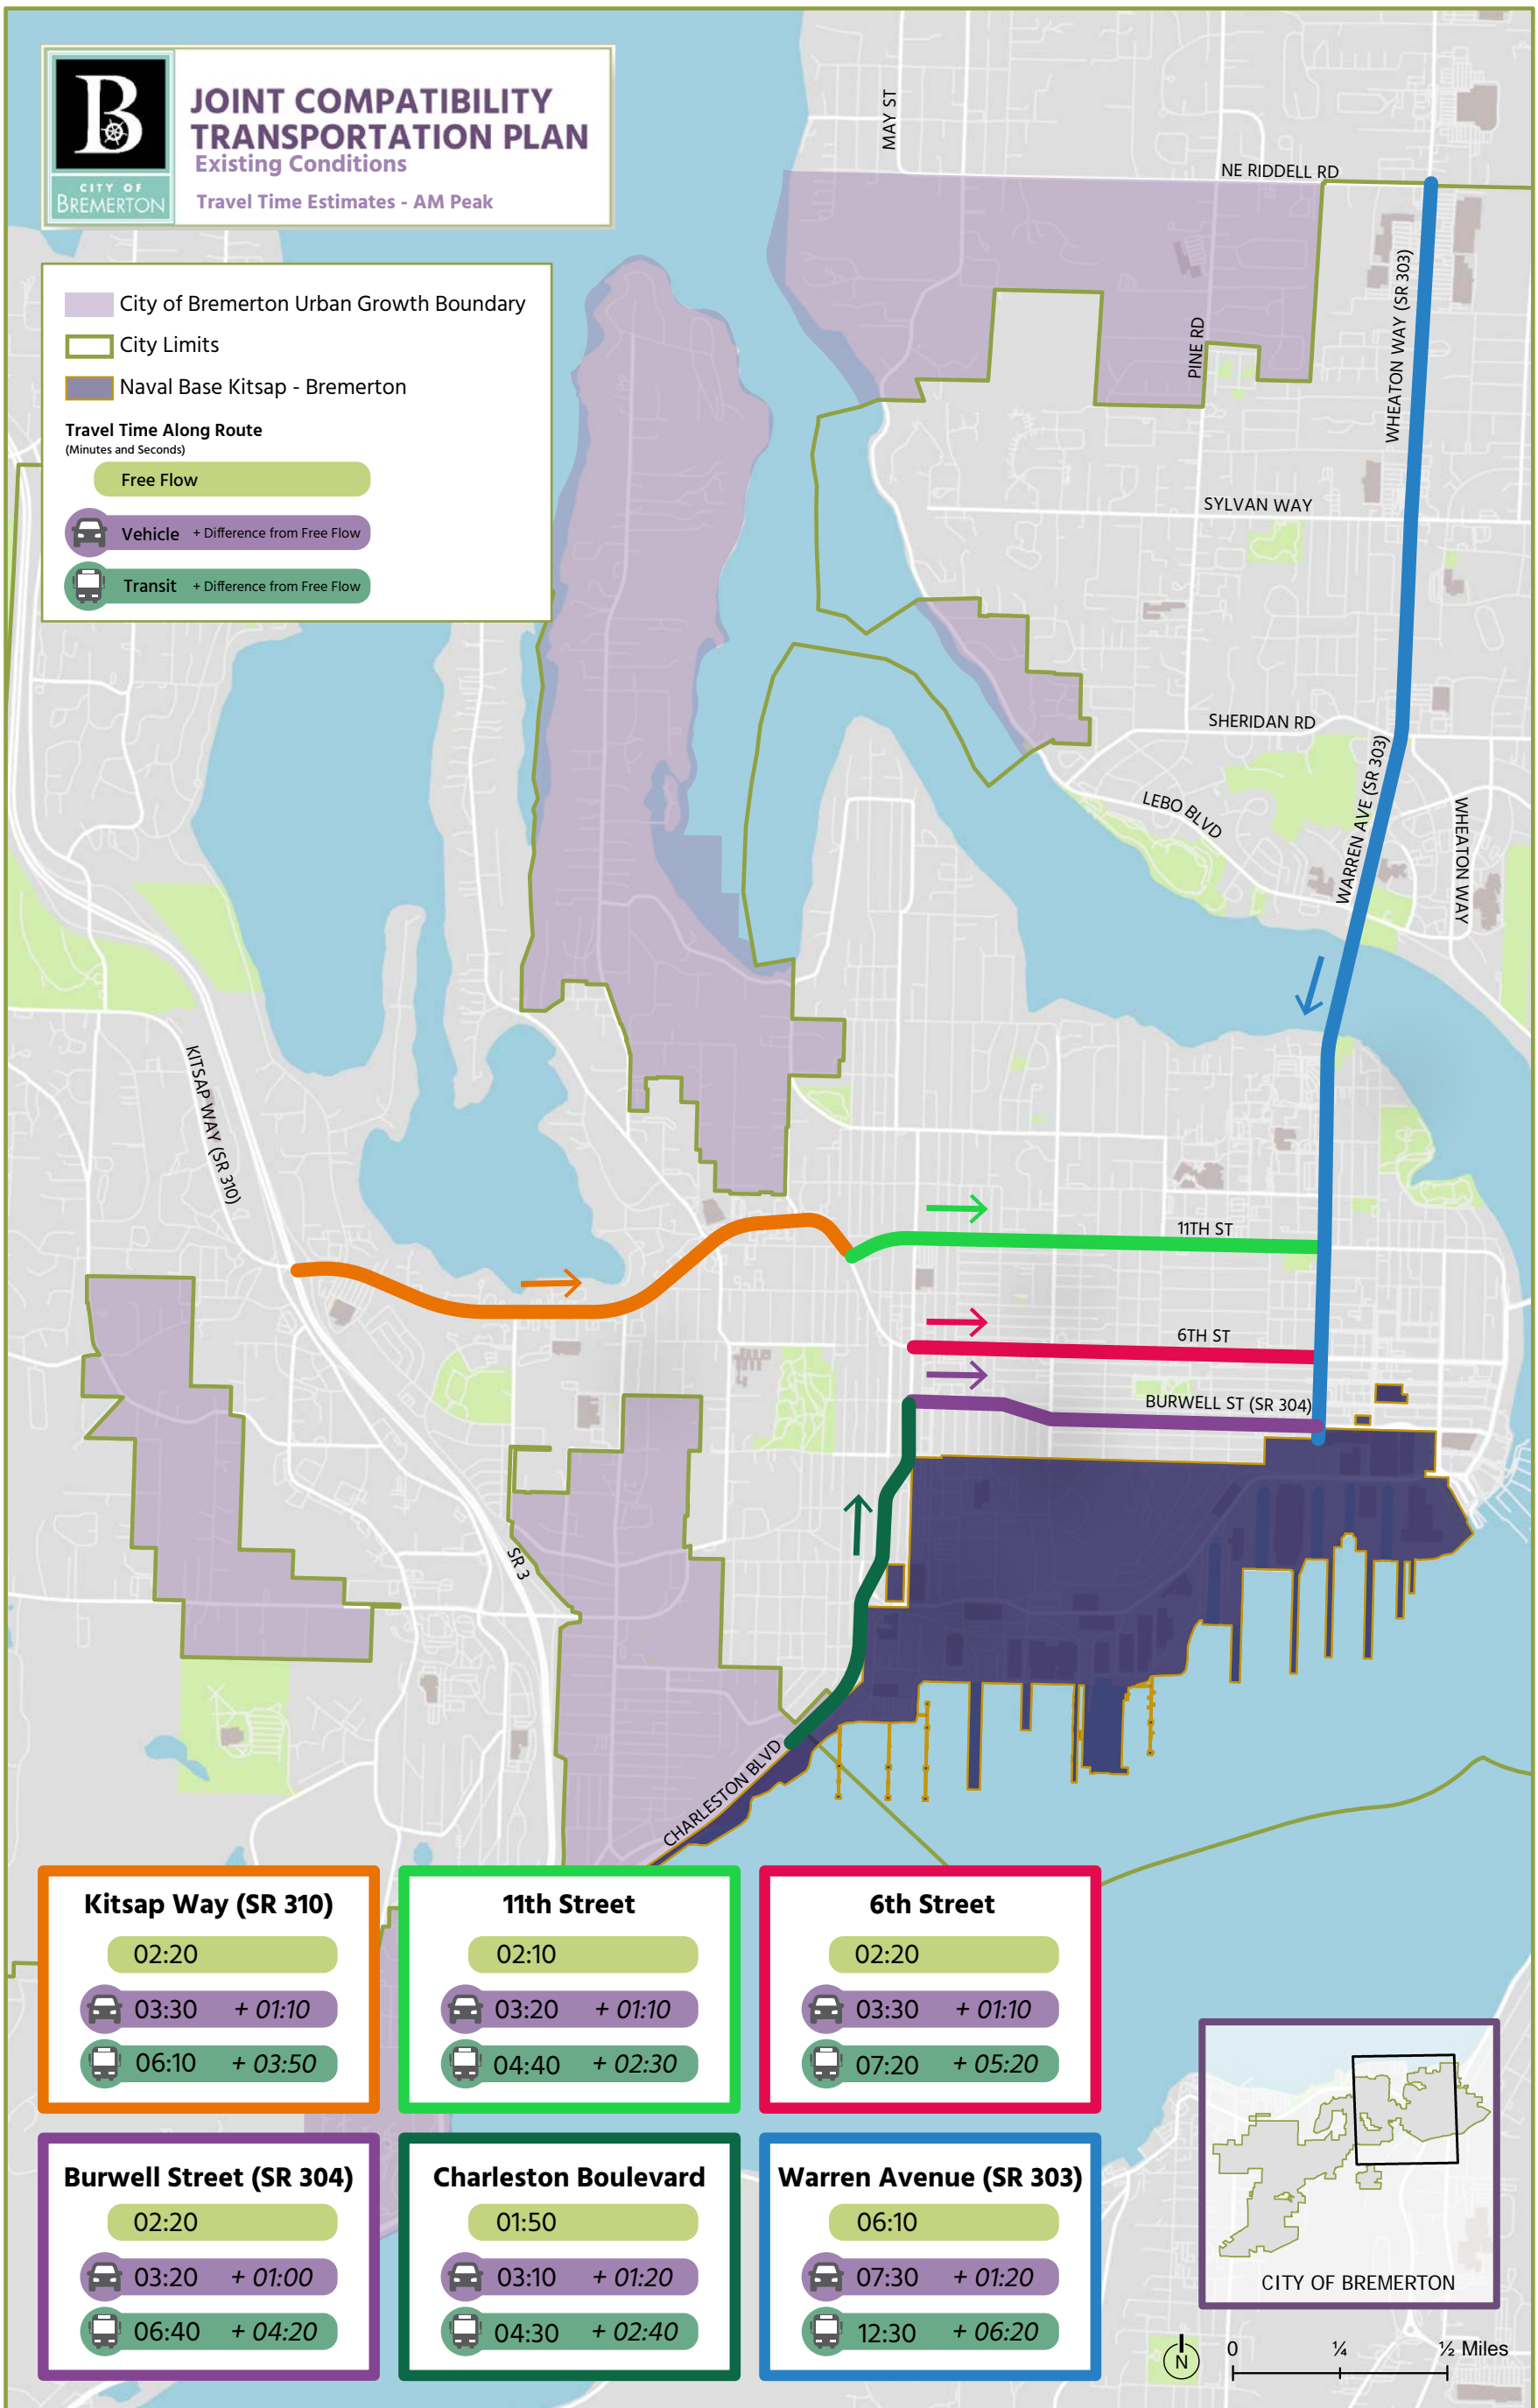 B
CITY OF
BREMERTON
JOINT COMPATIBILITY
TRANSPORTATION PLAN
Existing Conditions
Travel Time Estimates - AM Peak
City of Bremerton Urban Growth Boundary
City Limits
Naval Base Kitsap - Bremerton
Travel Time Along Route
(Minutes and Seconds)
Free Flow
Vehicle + Difference from Free Flow
Transit + Difference from Free Flow
MAY ST
NE RIDDELL RD
WHEATON WAY (SR 303)
PINE RD
SYLVAN WAY
SHERIDAN RD
LEBO BLVD
WARREN AVE (SR 303)
WHEATON WAY
KITSAP WAY (SR 310)
11TH ST
6TH ST
BURWELL ST (SR 304)
SR 3
CHARLESTON BLVD
Kitsap Way (SR 310)
02:20
03:30 + 01:10
06:10 + 03:50
11th Street
02:10
03:20 + 01:10
04:40 + 02:30
6th Street
02:20
03:30 + 01:10
07:20 + 05:20
Burwell Street (SR 304)
02:20
03:20 + 01:00
06:40 + 04:20
Charleston Boulevard
01:50
03:10 + 01:20
04:30 + 02:40
Warren Avenue (SR 303)
06:10
07:30 + 01:20
12:30 + 06:20
CITY OF BREMERTON
N
0 ¼ ½ Miles